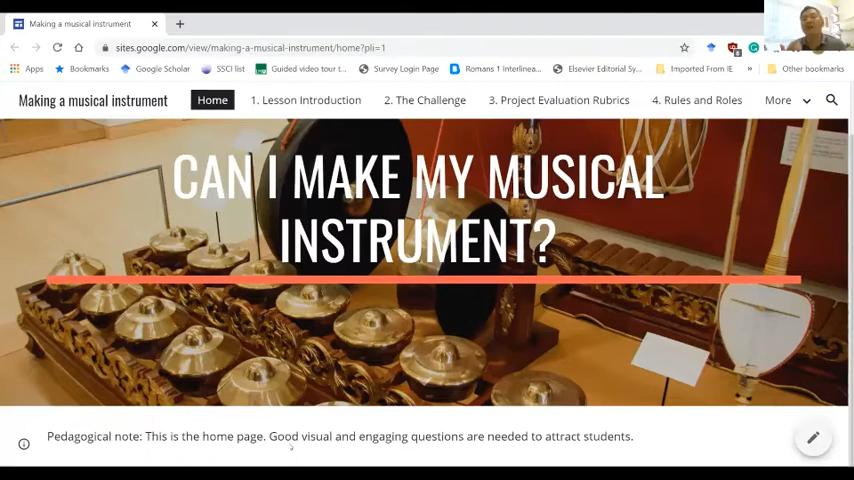 Making a musical instrument
sites.google.com/view/making-a-musical-instrument/home?pli=1
Apps Bookmarks Google Scholar SSCI list Guided video tour t... Survey Login Page Romans 1 Interlinea... Elsevier Editorial Sy... Imported From IE » Other bookmarks
Making a musical instrument Home 1. Lesson Introduction 2. The Challenge 3. Project Evaluation Rubrics 4. Rules and Roles More
CAN I MAKE MY MUSICAL
INSTRUMENT?
Pedagogical note: This is the home page. Good visual and engaging questions are needed to attract students.